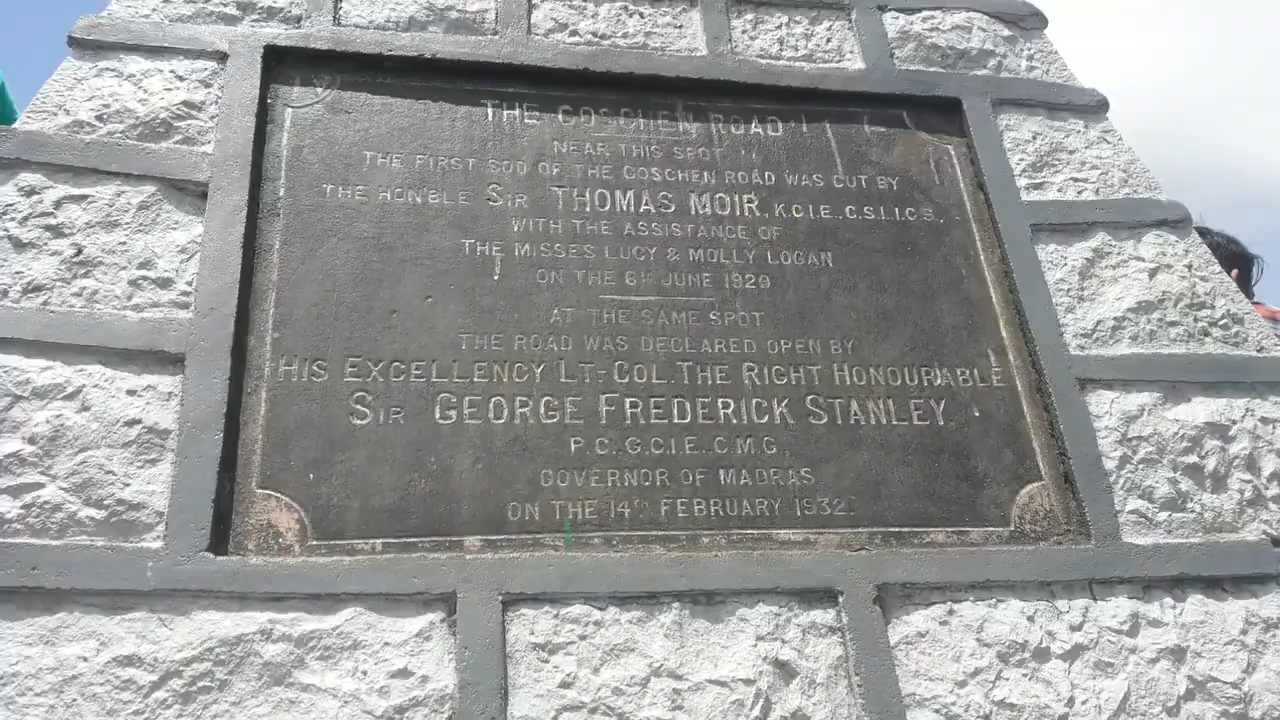 THE GOSCHEN ROAD
NEAR THIS SPOT
THE FIRST SOD OF THE GOSCHEN ROAD WAS CUT BY
THE HON'BLE SIR THOMAS MOIR, K.C.I.E., C.S.I., I.C.S.,
WITH THE ASSISTANCE OF
THE MISSES LUCY & MOLLY LOGAN
ON THE 6TH JUNE 1929
AT THE SAME SPOT
THE ROAD WAS DECLARED OPEN BY
HIS EXCELLENCY LT-COL. THE RIGHT HONOURABLE
SIR GEORGE FREDERICK STANLEY
P.C. G.C.I.E. C.M.G.
GOVERNOR OF MADRAS
ON THE 14TH FEBRUARY 1932